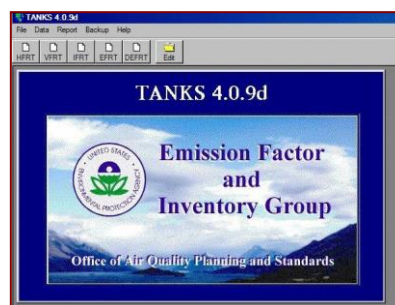 TANKS 4.0.9d
File Data Report Backup Help
HFRT VFRT IFRT EFRT DEFRT Edit
TANKS 4.0.9d
UNITED STATES
ENVIRONMENTAL PROTECTION AGENCY
Emission Factor
and
Inventory Group
Office of Air Quality Planning and Standards